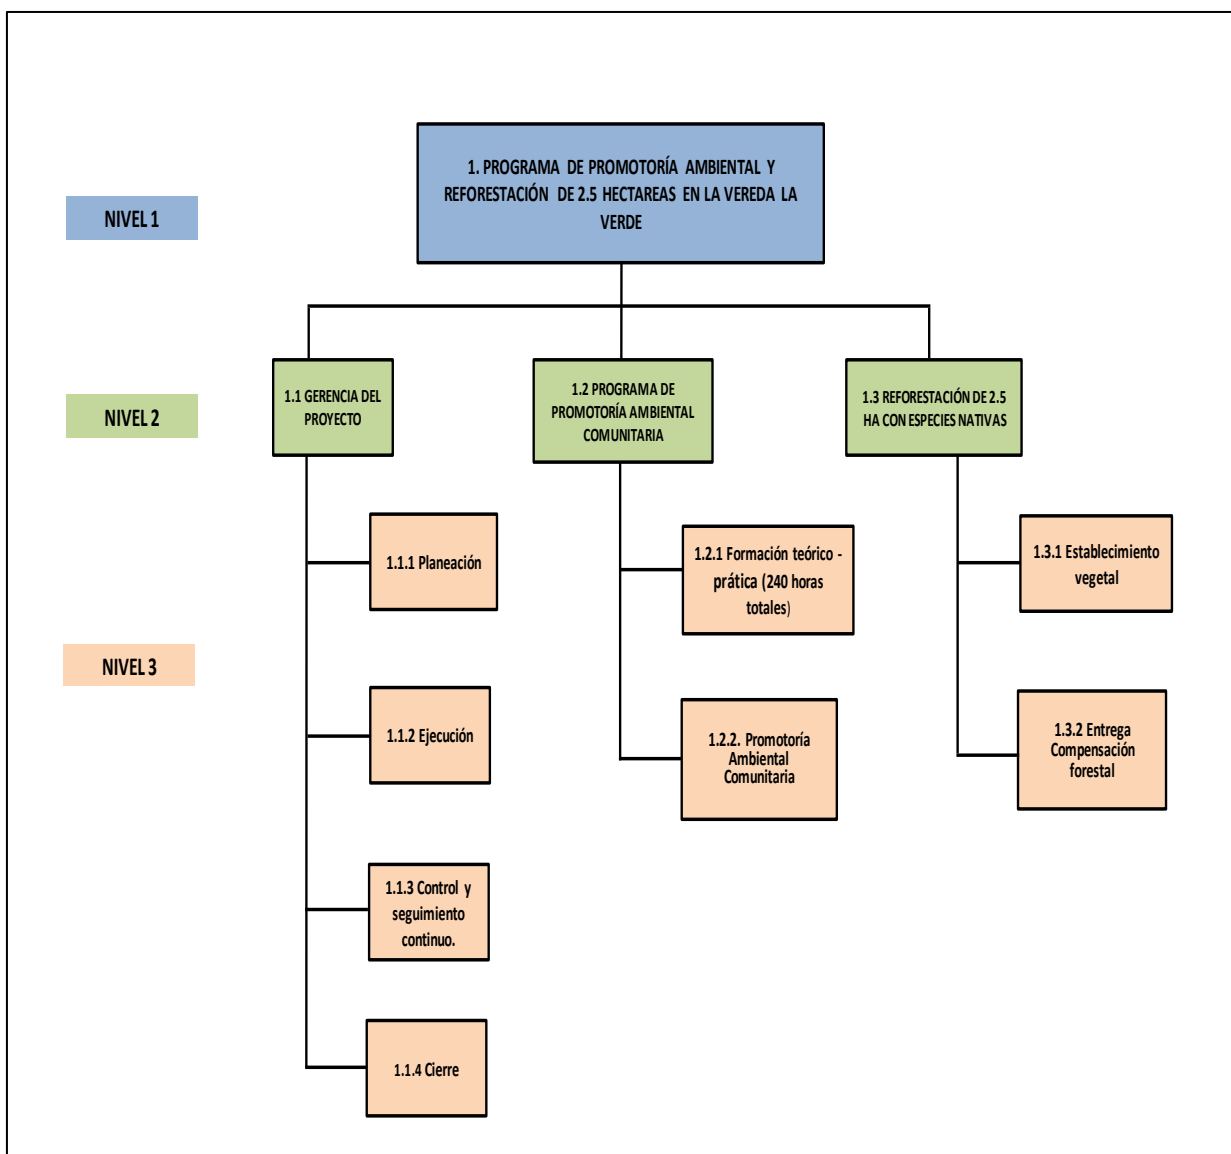 1. PROGRAMA DE PROMOTORÍA AMBIENTAL Y
REFORESTACIÓN DE 2.5 HECTAREAS EN LA VEREDA LA
VERDE
NIVEL 1
1.1 GERENCIA DEL
PROYECTO
1.2 PROGRAMA DE
PROMOTORÍA AMBIENTAL
COMUNITARIA
1.3 REFORESTACIÓN DE 2.5
HA CON ESPECIES NATIVAS
NIVEL 2
1.1.1 Planeación
1.2.1 Formación teórico -
prática (240 horas
totales)
1.3.1 Establecimiento
vegetal
NIVEL 3
1.1.2 Ejecución
1.2.2. Promotoría
Ambiental
Comunitaria
1.3.2 Entrega
Compensación
forestal
1.1.3 Control y
seguimiento
continuo.
1.1.4 Cierre